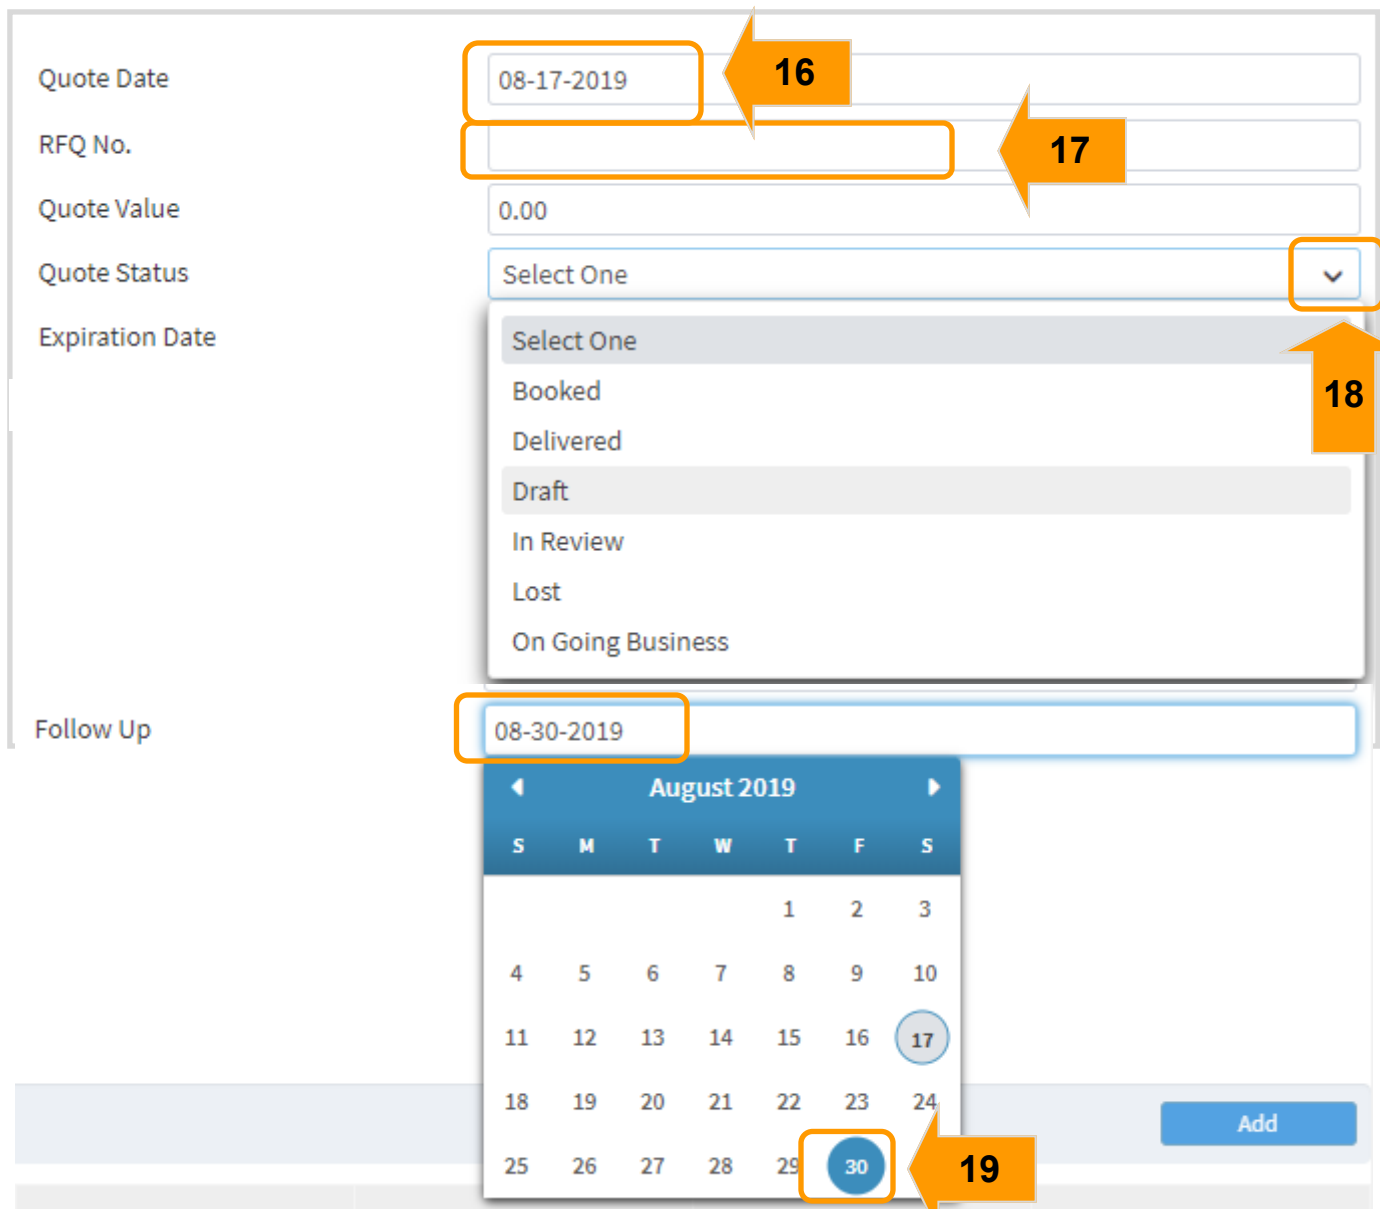 Quote Date 08-17-2019 16
RFQ No. 17
Quote Value 0.00
Quote Status Select One
Expiration Date Select One
Booked 18
Delivered
Draft
In Review
Lost
On Going Business
Follow Up 08-30-2019
August 2019
S M T W T F S
1 2 3
4 5 6 7 8 9 10
11 12 13 14 15 16 17
18 19 20 21 22 23 24
Add
25 26 27 28 29 30 19